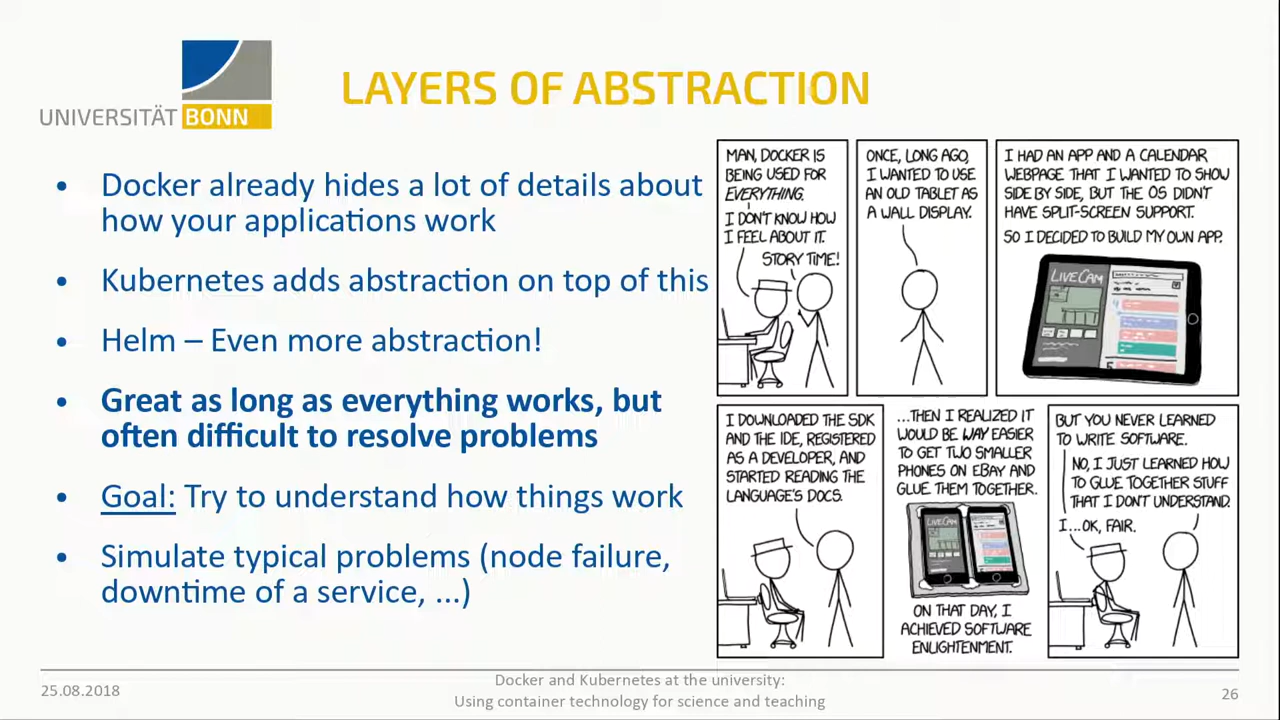 UNIVERSITÄT BONN
LAYERS OF ABSTRACTION
• Docker already hides a lot of details about
how your applications work
• Kubernetes adds abstraction on top of this
• Helm – Even more abstraction!
• Great as long as everything works, but
often difficult to resolve problems
• Goal: Try to understand how things work
• Simulate typical problems (node failure,
downtime of a service, ...)
MAN, DOCKER IS
BEING USED FOR
EVERYTHING.
I DON'T KNOW HOW
I FEEL ABOUT IT.
STORY TIME!
ONCE, LONG AGO,
I WANTED TO USE
AN OLD TABLET AS
A WALL DISPLAY.
I HAD AN APP AND A CALENDAR
WEBPAGE THAT I WANTED TO SHOW
SIDE BY SIDE, BUT THE OS DIDN'T
HAVE SPLIT-SCREEN SUPPORT.
SO I DECIDED TO BUILD MY OWN APP.
LIVECAM
I DOWNLOADED THE SDK
AND THE IDE, REGISTERED
AS A DEVELOPER, AND
STARTED READING THE
LANGUAGE'S DOCS.
...THEN I REALIZED IT
WOULD BE WAY EASIER
TO GET TWO SMALLER
PHONES ON EBAY AND
GLUE THEM TOGETHER.
LIVECAM
ON THAT DAY, I
ACHIEVED SOFTWARE
ENLIGHTENMENT.
BUT YOU NEVER LEARNED
TO WRITE SOFTWARE.
NO, I JUST LEARNED HOW
TO GLUE TOGETHER STUFF
THAT I DON'T UNDERSTAND.
I...OK, FAIR.
25.08.2018
Docker and Kubernetes at the university:
Using container technology for science and teaching
26